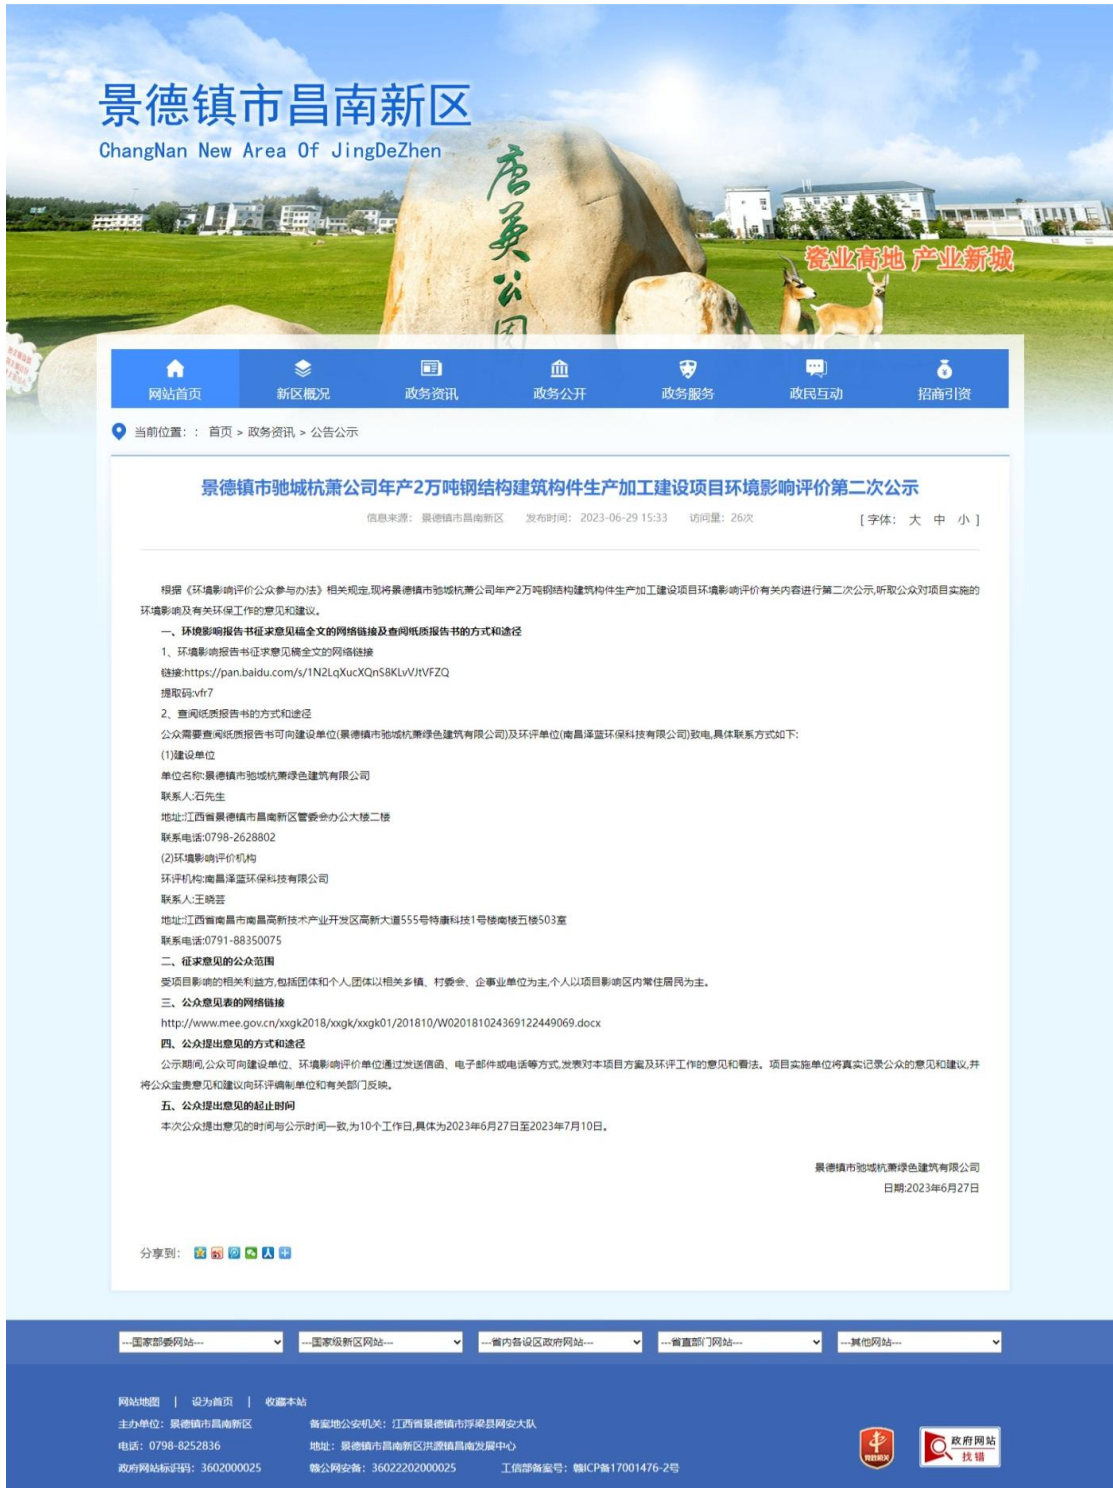 景德镇市昌南新区
ChangNan New Area Of JingDeZhen
唐英公园
瓷业高地 产业新城
网站首页 新区概况 政务资讯 政务公开 政务服务 政民互动 招商引资
当前位置：： 首页 > 政务资讯 > 公告公示
景德镇市驰城杭萧公司年产2万吨钢结构建筑构件生产加工建设项目环境影响评价第二次公示
信息来源： 景德镇市昌南新区 发布时间： 2023-06-29 15:33 访问量：26次 [ 字体： 大 中 小 ]
根据《环境影响评价公众参与办法》相关规定,现将景德镇市驰城杭萧公司年产2万吨钢结构建筑构件生产加工建设项目环境影响评价有关内容进行第二次公示,听取公众对项目实施的
环境影响及有关环保工作的意见和建议。
一、环境影响报告书征求意见稿全文的网络链接及查阅纸质报告书的方式和途径
1、环境影响报告书征求意见稿全文的网络链接
链接:https://pan.baidu.com/s/1N2LqXucXQnS8KLvVJtVFZQ
提取码:vfr7
2、查阅纸质报告书的方式和途径
公众需要查阅纸质报告书可向建设单位(景德镇市驰城杭萧绿色建筑有限公司)及环评单位(南昌泽蓝环保科技有限公司)致电,具体联系方式如下:
(1)建设单位
单位名称:景德镇市驰城杭萧绿色建筑有限公司
联系人:石先生
地址:江西省景德镇市昌南新区管委会办公大楼二楼
联系电话:0798-2628802
(2)环境影响评价机构
环评机构:南昌泽蓝环保科技有限公司
联系人:王晓芸
地址:江西省南昌市南昌高新技术产业开发区高新大道555号特康科技1号楼南楼五楼503室
联系电话:0791-88350075
二、征求意见的公众范围
受项目影响的相关利益方,包括团体和个人,团体以相关乡镇、村委会、企事业单位为主,个人以项目影响区内常住居民为主。
三、公众意见表的网络链接
http://www.mee.gov.cn/xxgk2018/xxgk/xxgk01/201810/W020181024369122449069.docx
四、公众提出意见的方式和途径
公示期间,公众可向建设单位、环境影响评价单位通过发送信函、电子邮件或电话等方式,发表对本项目方案及环评工作的意见和看法。项目实施单位将真实记录公众的意见和建议,并
将公众宝贵意见和建议向环评编制单位和有关部门反映。
五、公众提出意见的起止时间
本次公众提出意见的时间与公示时间一致,为10个工作日,具体为2023年6月27日至2023年7月10日。
景德镇市驰城杭萧绿色建筑有限公司
日期:2023年6月27日
分享到：
---国家部委网站--- ---国家级新区网站--- ---省内各设区政府网站--- ---省直部门网站--- ---其他网站---
网站地图 | 设为首页 | 收藏本站
主办单位：景德镇市昌南新区 备案地公安机关：江西省景德镇市浮梁县网安大队
电话：0798-8252836 地址：景德镇市昌南新区洪源镇昌南发展中心
政府网站标识码：3602000025 赣公网安备：36022202000025 工信部备案号：赣ICP备17001476-2号
党政机关
政府网站
找错